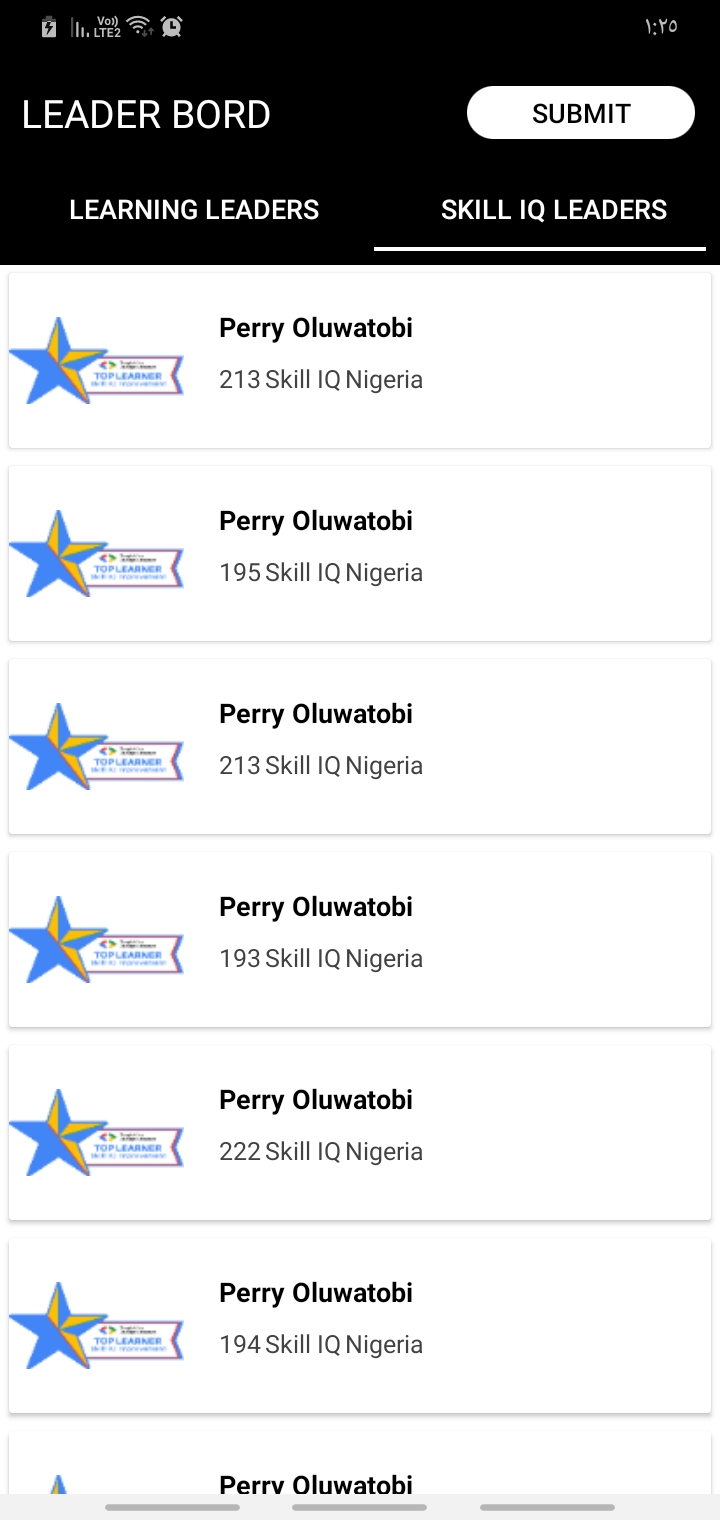 Vo))
LTE2
١:٢٥
LEADER BORD
SUBMIT
LEARNING LEADERS
SKILL IQ LEADERS
Perry Oluwatobi
TOP LEARNER
213 Skill IQ Nigeria
Perry Oluwatobi
TOP LEARNER
195 Skill IQ Nigeria
Perry Oluwatobi
TOP LEARNER
213 Skill IQ Nigeria
Perry Oluwatobi
TOP LEARNER
193 Skill IQ Nigeria
Perry Oluwatobi
TOP LEARNER
222 Skill IQ Nigeria
Perry Oluwatobi
TOP LEARNER
194 Skill IQ Nigeria
Perry Oluwatobi